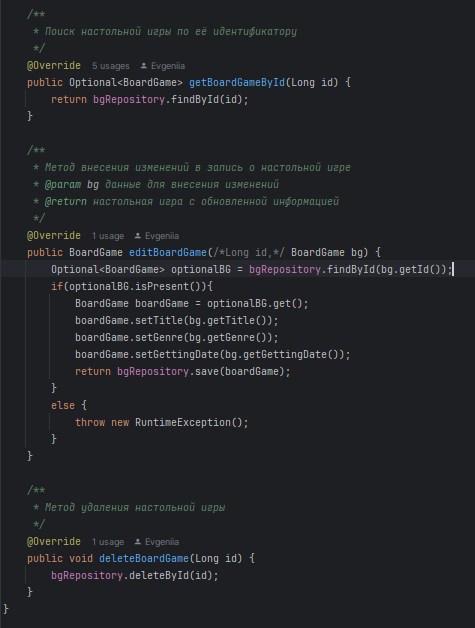 /**
 * Поиск настольной игры по её идентификатору
 */
@Override 5 usages Evgeniia
public Optional<BoardGame> getBoardGameById(Long id) {
    return bgRepository.findById(id);
}
/**
 * Метод внесения изменений в запись о настольной игре
 * @param bg данные для внесения изменений
 * @return настольная игра с обновленной информацией
 */
@Override 1 usage Evgeniia
public BoardGame editBoardGame(/*Long id,*/ BoardGame bg) {
    Optional<BoardGame> optionalBG = bgRepository.findById(bg.getId());
    if(optionalBG.isPresent()){
        BoardGame boardGame = optionalBG.get();
        boardGame.setTitle(bg.getTitle());
        boardGame.setGenre(bg.getGenre());
        boardGame.setGettingDate(bg.getGettingDate());
        return bgRepository.save(boardGame);
    }
    else {
        throw new RuntimeException();
    }
}
/**
 * Метод удаления настольной игры
 */
@Override 1 usage Evgeniia
public void deleteBoardGame(Long id) {
    bgRepository.deleteById(id);
}
}